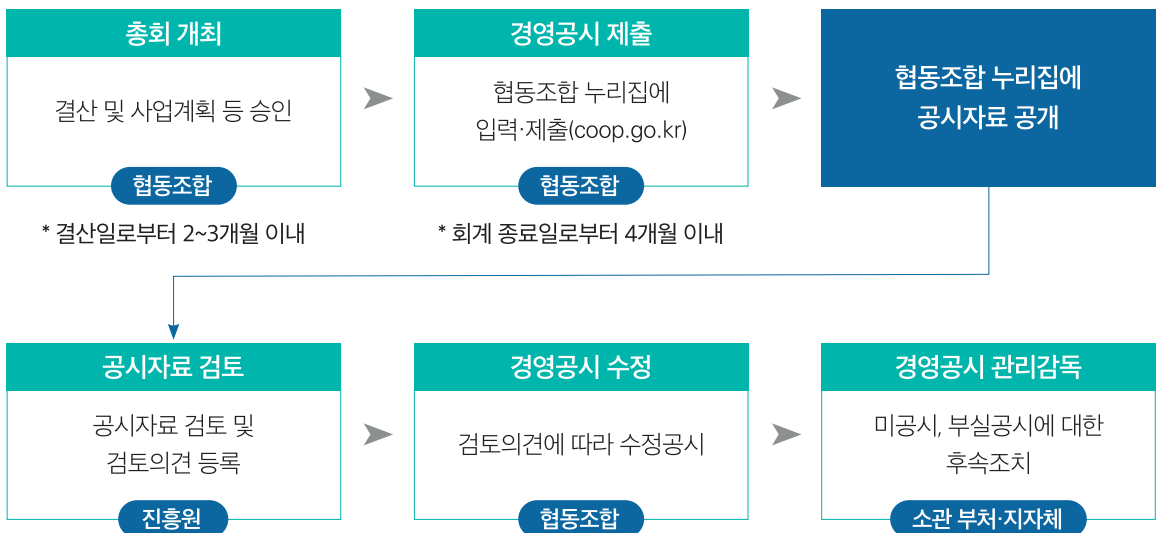 총회 개최
결산 및 사업계획 등 승인
협동조합
* 결산일로부터 2~3개월 이내
경영공시 제출
협동조합 누리집에
입력·제출(coop.go.kr)
협동조합
* 회계 종료일로부터 4개월 이내
협동조합 누리집에
공시자료 공개
공시자료 검토
공시자료 검토 및
검토의견 등록
진흥원
경영공시 수정
검토의견에 따라 수정공시
협동조합
경영공시 관리감독
미공시, 부실공시에 대한
후속조치
소관 부처·지자체